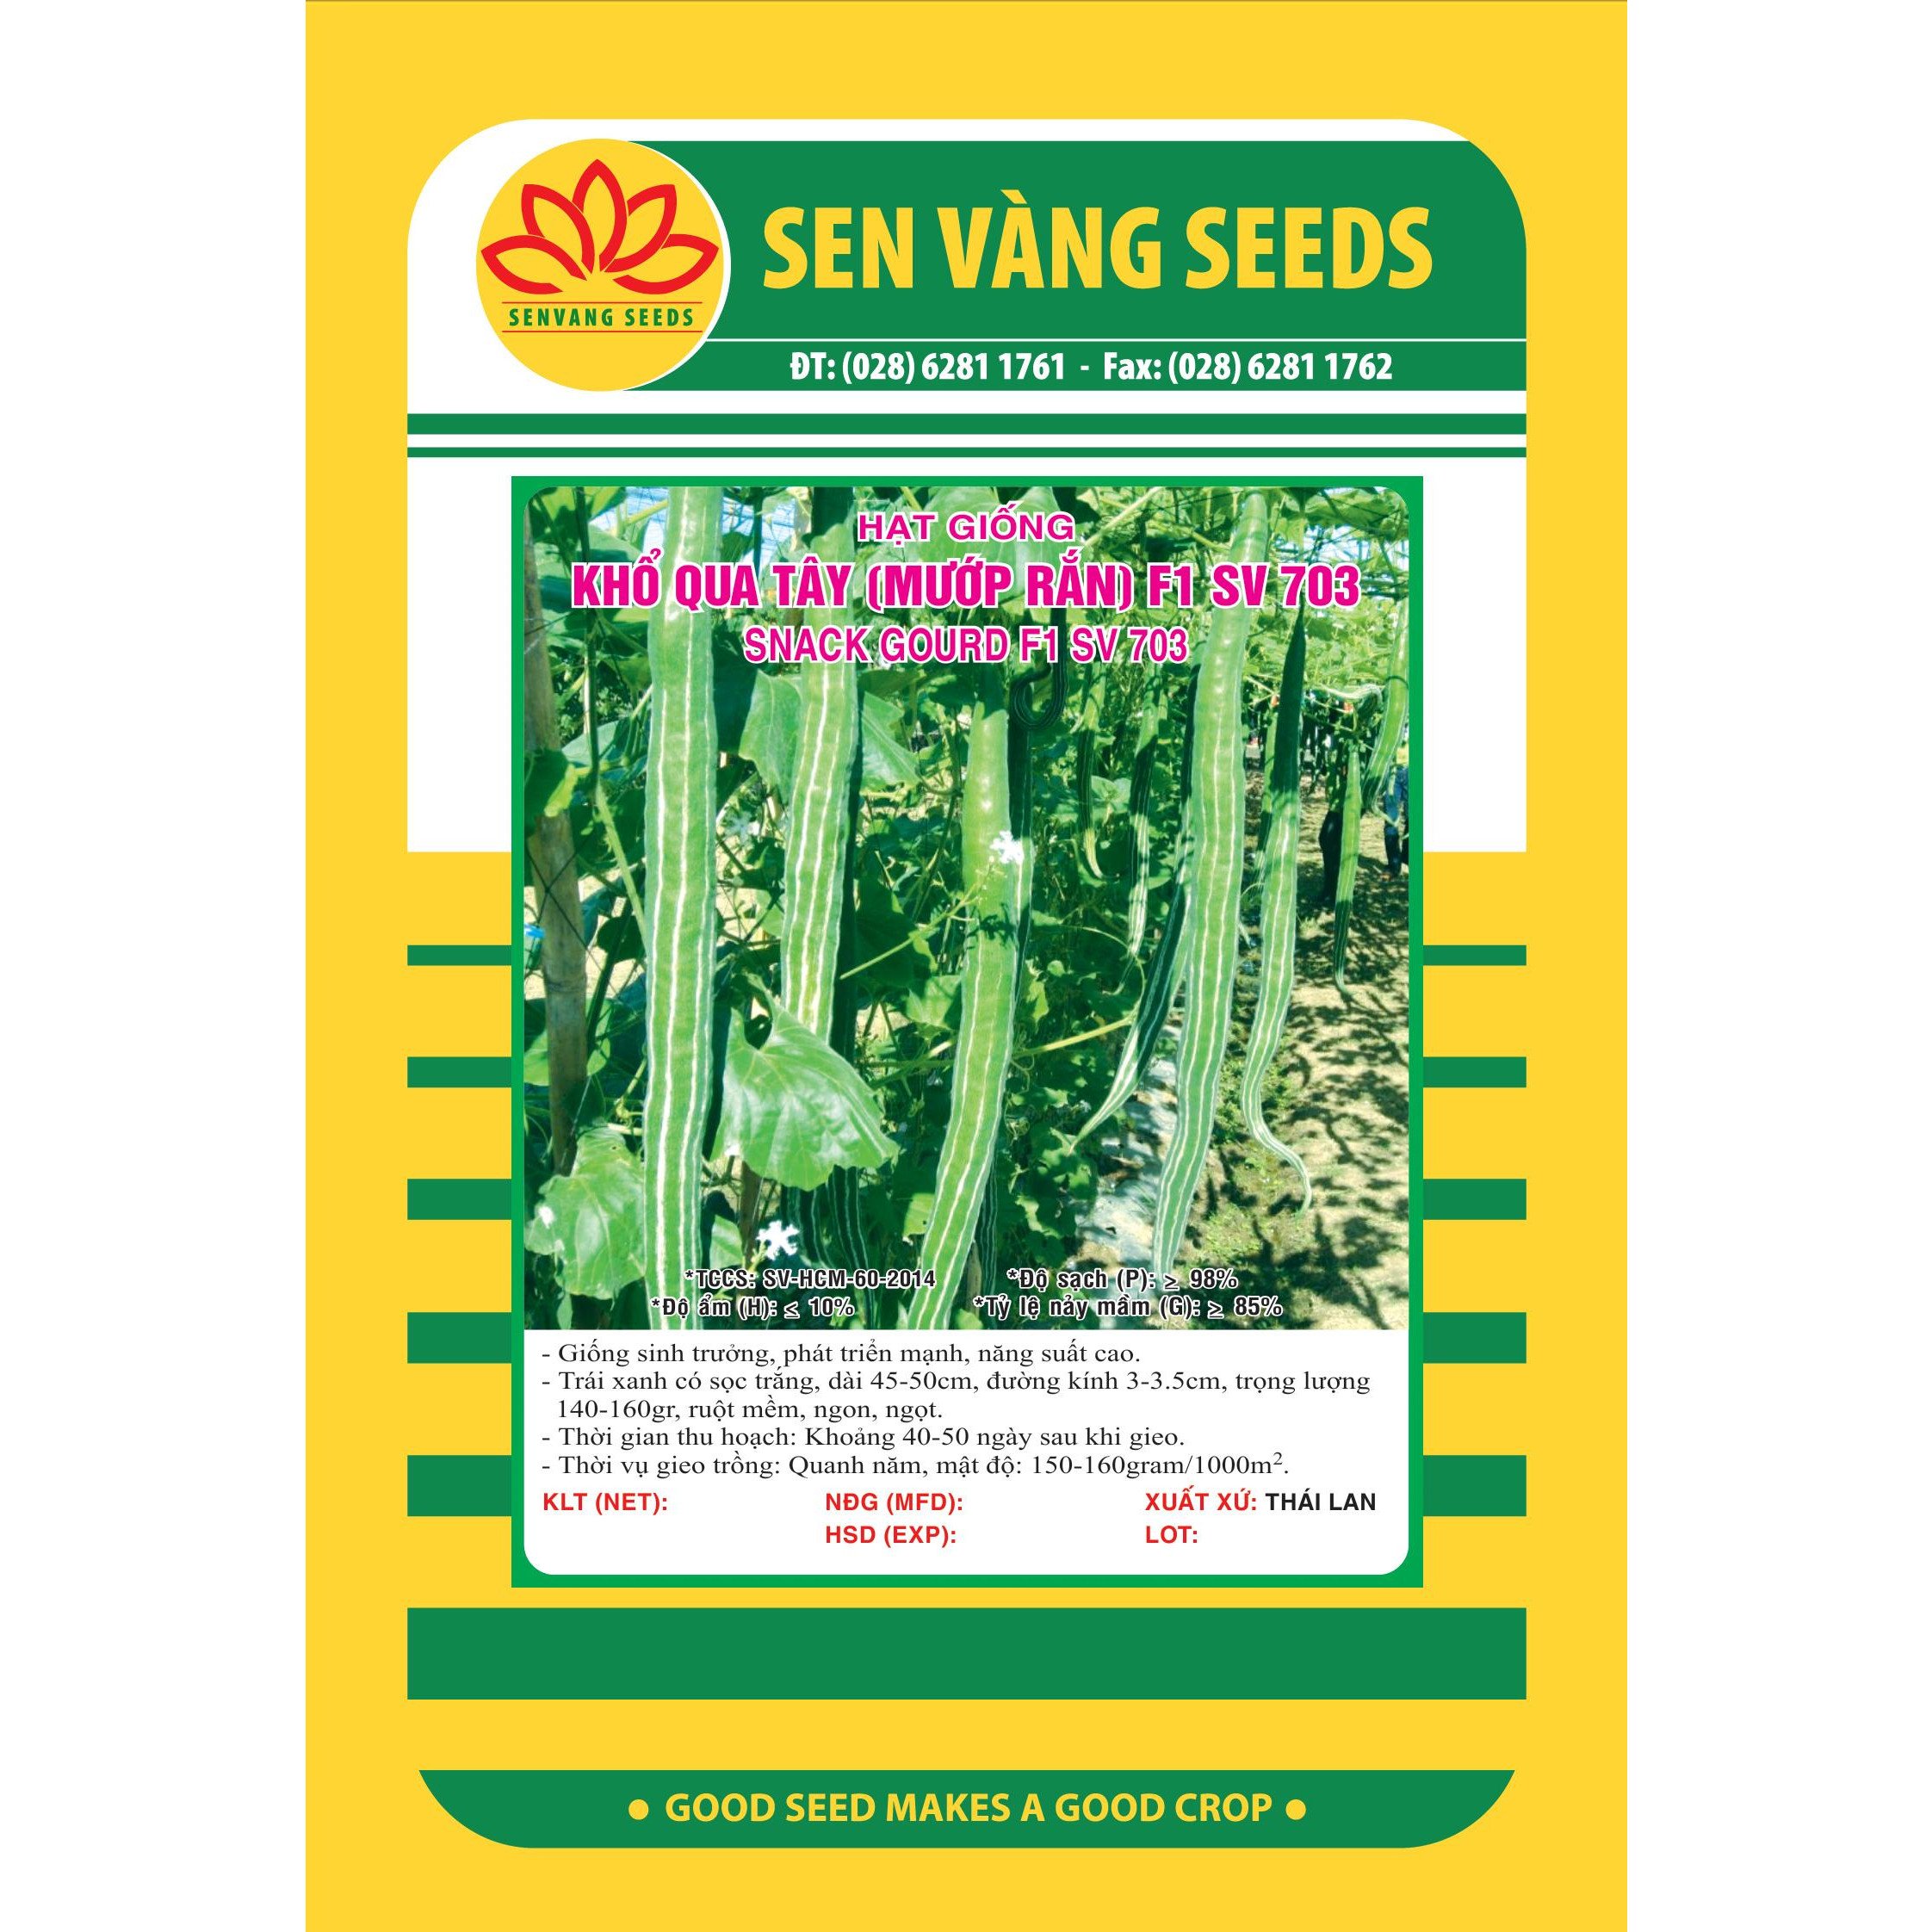 SENVANG SEEDS
SEN VÀNG SEEDS
ĐT: (028) 6281 1761 - Fax: (028) 6281 1762
HẠT GIỐNG
KHỔ QUA TÂY (MƯỚP RẮN) F1 SV 703
SNACK GOURD F1 SV 703
*TCCS: SV-HCM-60-2014 *Độ sạch (P): ≥ 98%
*Độ ẩm (H): ≤ 10% *Tỷ lệ nảy mầm (G): ≥ 85%
- Giống sinh trưởng, phát triển mạnh, năng suất cao.
- Trái xanh có sọc trắng, dài 45-50cm, đường kính 3-3.5cm, trọng lượng
140-160gr, ruột mềm, ngon, ngọt.
- Thời gian thu hoạch: Khoảng 40-50 ngày sau khi gieo.
- Thời vụ gieo trồng: Quanh năm, mật độ: 150-160gram/1000m².
KLT (NET): NĐG (MFD): XUẤT XỨ: THÁI LAN
HSD (EXP): LOT:
• GOOD SEED MAKES A GOOD CROP •